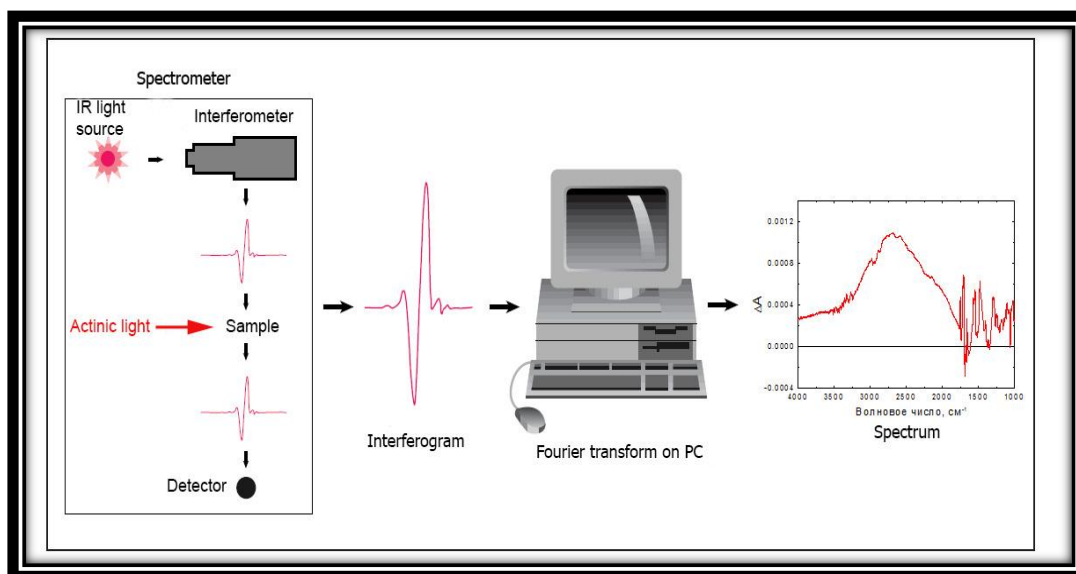 Spectrometer
IR light
source
Interferometer
Actinic light
Sample
Detector
Interferogram
Fourier transform on PC
0.0012
0.0008
0.0004
0.0000
-0.0004
ΔA
4000 3500 3000 2500 2000 1500 1000
Волновое число, см⁻¹
Spectrum